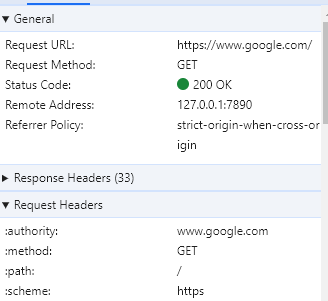 General
Request URL: https://www.google.com/
Request Method: GET
Status Code: 200 OK
Remote Address: 127.0.0.1:7890
Referrer Policy: strict-origin-when-cross-or
igin
Response Headers (33)
Request Headers
:authority: www.google.com
:method: GET
:path: /
:scheme: https